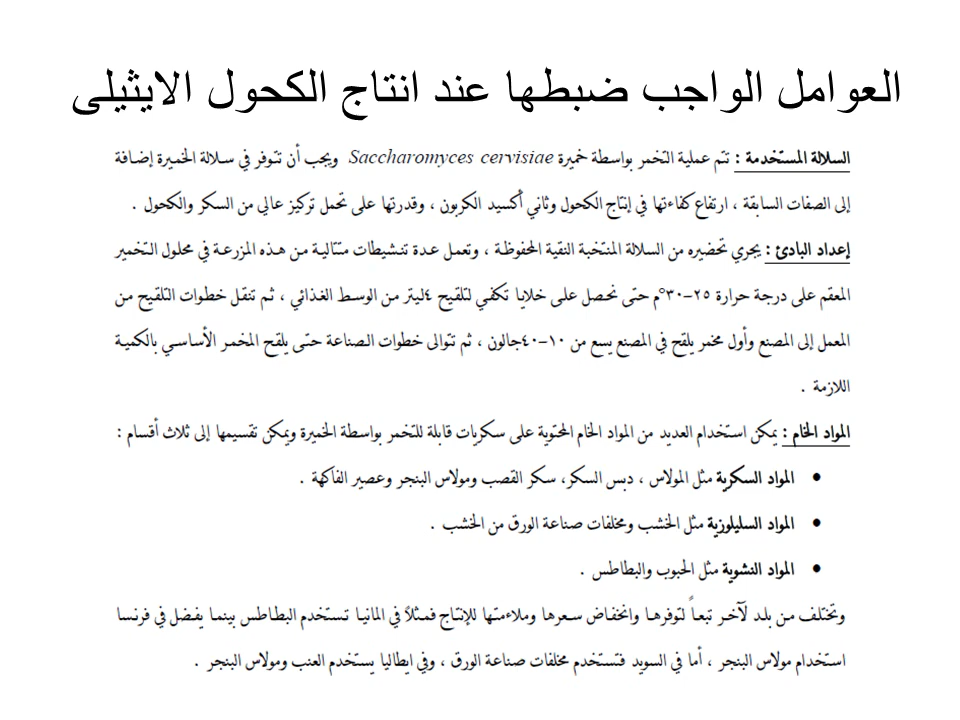 العوامل الواجب ضبطها عند انتاج الكحول الايثيلى
السلالة المستخدمة : تتم عملية التخمر بواسطة خميرة Saccharomyces cervisiae ويجب أن تتوفر في سلالة الخميرة إضافة
إلى الصفات السابقة ، ارتفاع كفاءتها في إنتاج الكحول وثاني أكسيد الكربون ، وقدرتها على تحمل تركيز عالي من السكر والكحول .
إعداد البادئ : يجري تحضيره من السلالة المنتخبة النقية المحفوظة ، وتعمل عدة تنشيطات متتالية من هذه المزرعة في محلول التخمير
المعقم على درجة حرارة ٢٥-٣٠°م حتى نحصل على خلايا تكفي لتلقيح ٤ليتر من الوسط الغذائي ، ثم تنقل خطوات التلقيح من
المعمل إلى المصنع وأول مخمر يلقح في المصنع يسع من ١٠-٤٠جالون ، ثم تتوالى خطوات الصناعة حتى يلقح المخمر الأساسي بالكمية
اللازمة .
المواد الخام : يمكن استخدام العديد من المواد الخام المحتوية على سكريات قابلة للتخمر بواسطة الخميرة ويمكن تقسيمها إلى ثلاث أقسام :
• المواد السكرية مثل المولاس ، دبس السكر، سكر القصب ومولاس البنجر وعصير الفاكهة .
• المواد السليلوزية مثل الخشب ومخلفات صناعة الورق من الخشب .
• المواد النشوية مثل الحبوب والبطاطس .
وتختلف من بلد لآخر تبعاً لتوفرها وانخفاض سعرها وملاءمتها للإنتاج فمثلاً في المانيا تستخدم البطاطس بينما يفضل في فرنسا
استخدام مولاس البنجر ، أما في السويد فتستخدم مخلفات صناعة الورق ، وفي ايطاليا يستخدم العنب ومولاس البنجر .